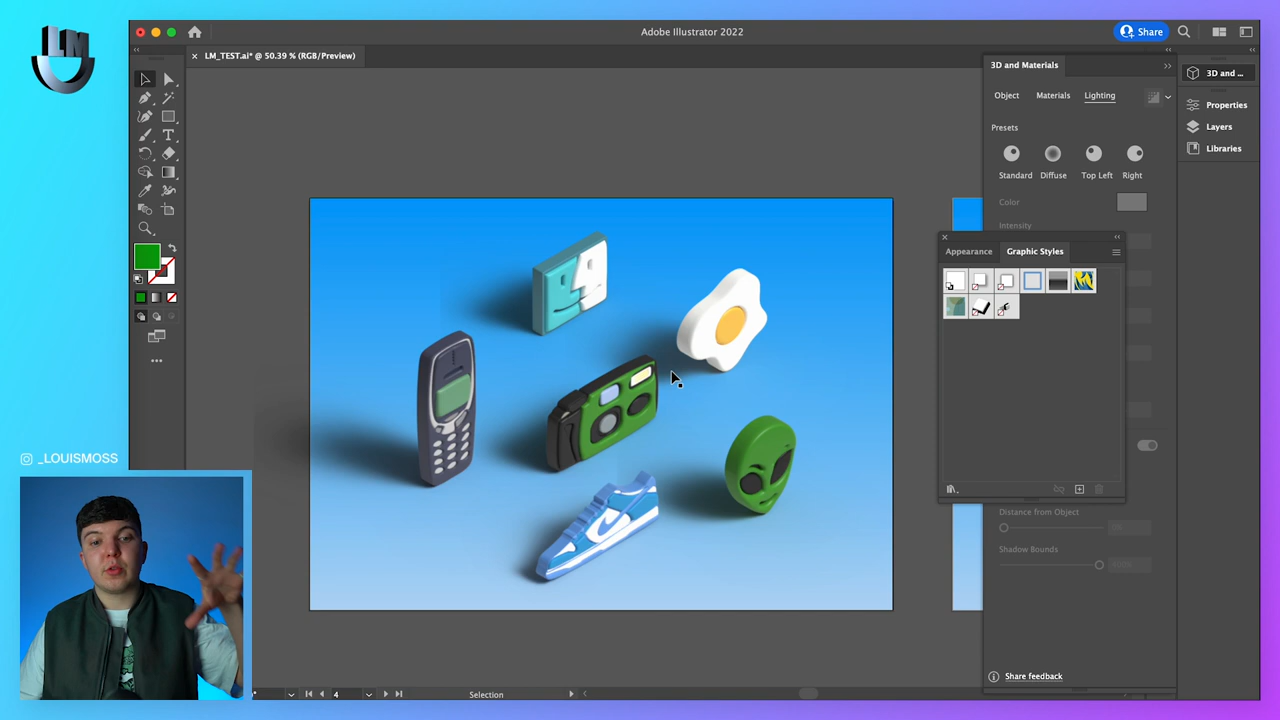 LM
Adobe Illustrator 2022
Share
LM_TEST.ai* @ 50.39 % (RGB/Preview)
3D and Materials
3D and ...
Object
Materials
Lighting
Properties
Presets
Layers
Libraries
Standard
Diffuse
Top Left
Right
Color
Intensity
Appearance
Graphic Styles
_LOUISMOSS
Distance from Object
Shadow Bounds
Share feedback
4
Selection